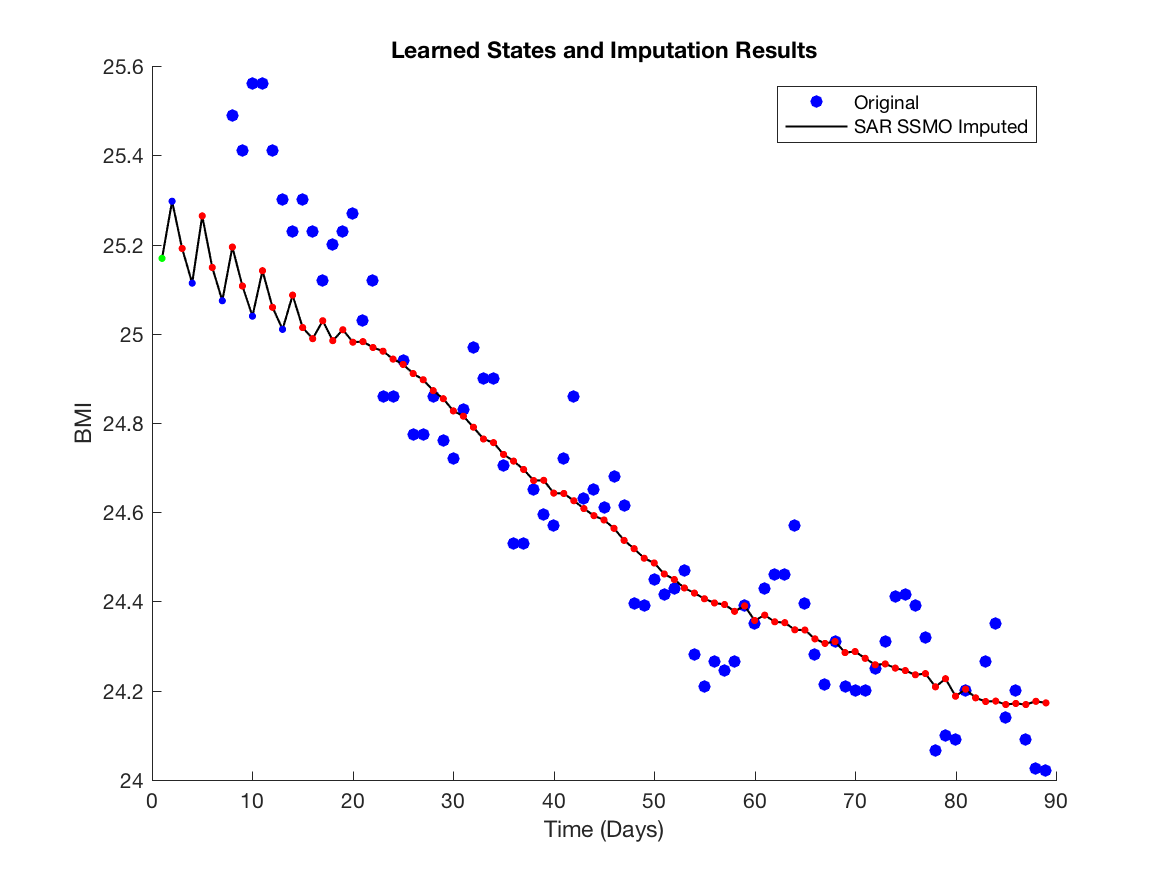 Learned States and Imputation Results
Original
SAR SSMO Imputed
25.6
25.4
25.2
25
24.8
24.6
24.4
24.2
24
BMI
0 10 20 30 40 50 60 70 80 90
Time (Days)